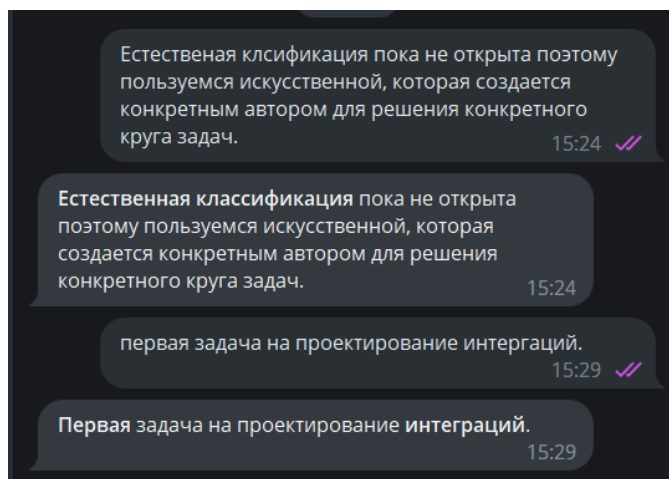 Естественая клсификация пока не открыта поэтому
пользуемся искусственной, которая создается
конкретным автором для решения конкретного
круга задач.
15:24
Естественная классификация пока не открыта
поэтому пользуемся искусственной, которая
создается конкретным автором для решения
конкретного круга задач.
15:24
первая задача на проектирование интергаций.
15:29
Первая задача на проектирование интеграций.
15:29